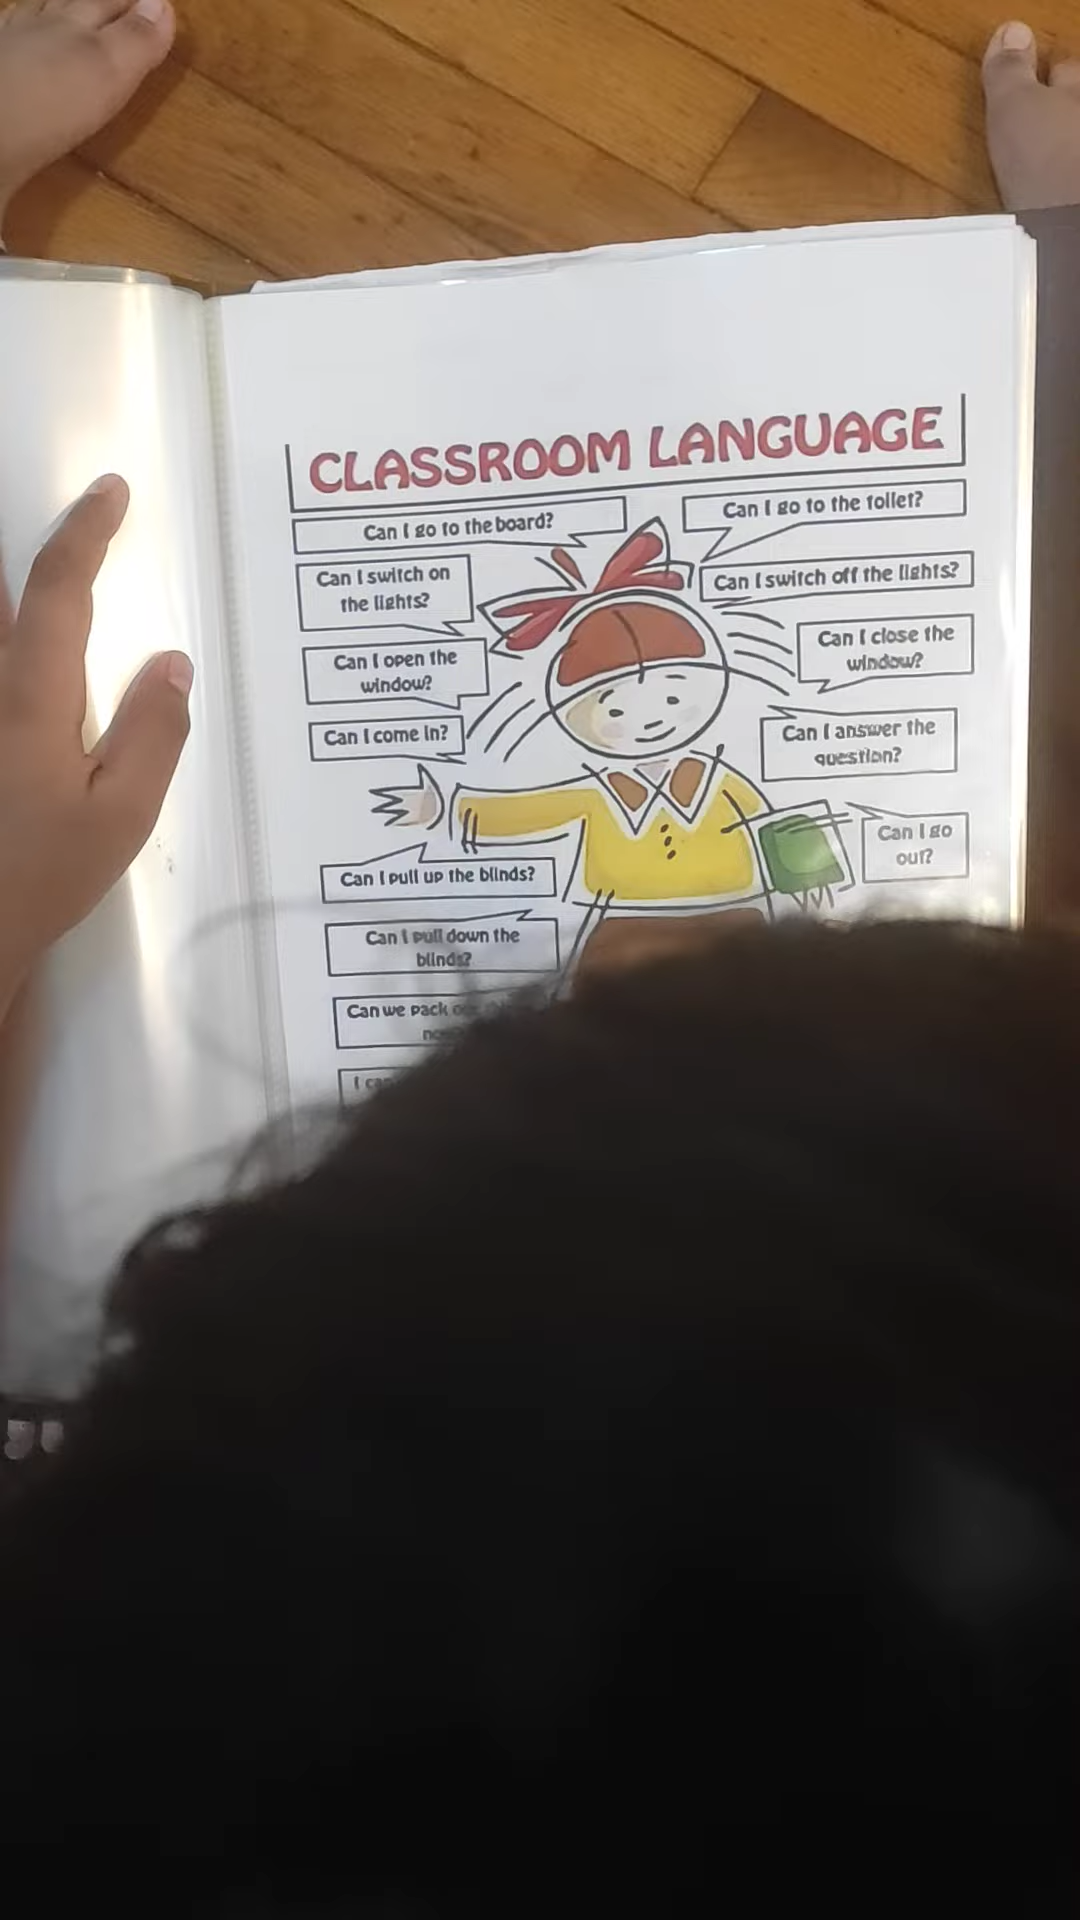 CLASSROOM LANGUAGE
Can I go to the board?
Can I go to the toilet?
Can I switch on
the lights?
Can I switch off the lights?
Can I open the
window?
Can I close the
window?
Can I come in?
Can I answer the
question?
Can I go
out?
Can I pull up the blinds?
Can I pull down the
blinds?
Can we pack
I